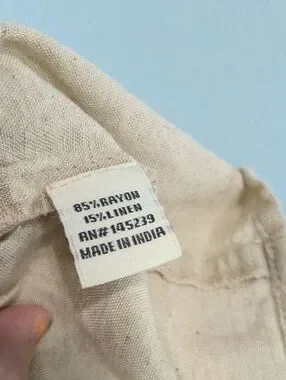 85% RAYON
15% LINEN
RN# 145239
MADE IN INDIA